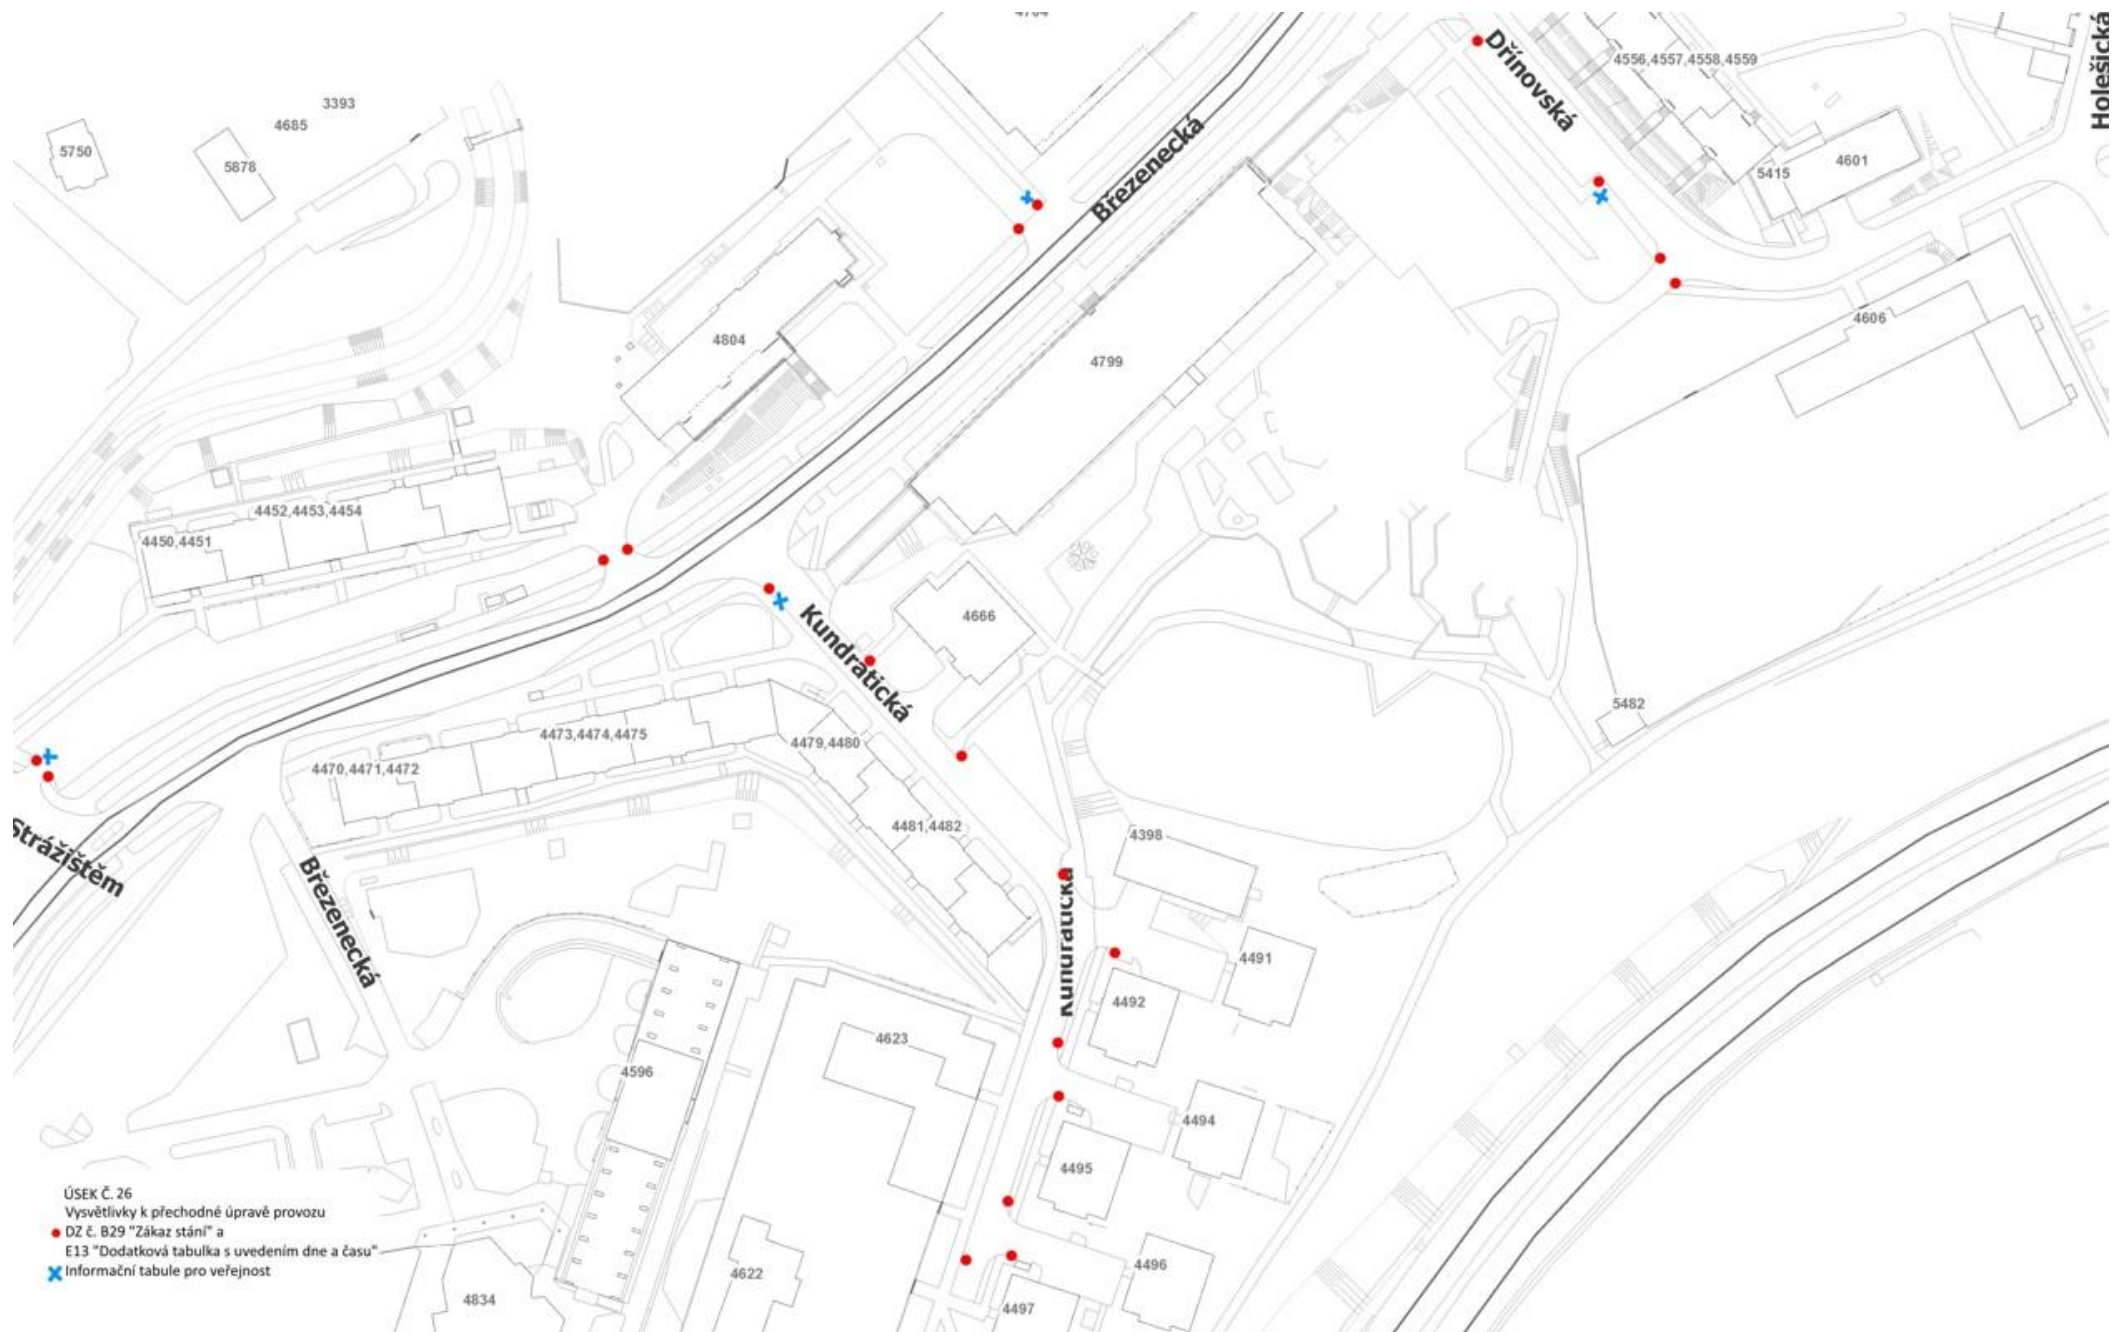 Dřínovská
4556,4557,4558,4559
Holešická
3393
4685
5750
5878
Březenecká
4601
5415
4606
4804
4799
4452,4453,4454
4450,4451
4666
Kundratická
5482
4473,4474,4475
4479,4480
4470,4471,4472
4481,4482
4398
Strážištěm
Březenecká
Kundratická
4491
4492
4623
4596
4494
4495
4496
4622
4834
4497
ÚSEK Č. 26
Vysvětlivky k přechodné úpravě provozu
DZ č. B29 "Zákaz stání" a
E13 "Dodatková tabulka s uvedením dne a času"
Informační tabule pro veřejnost